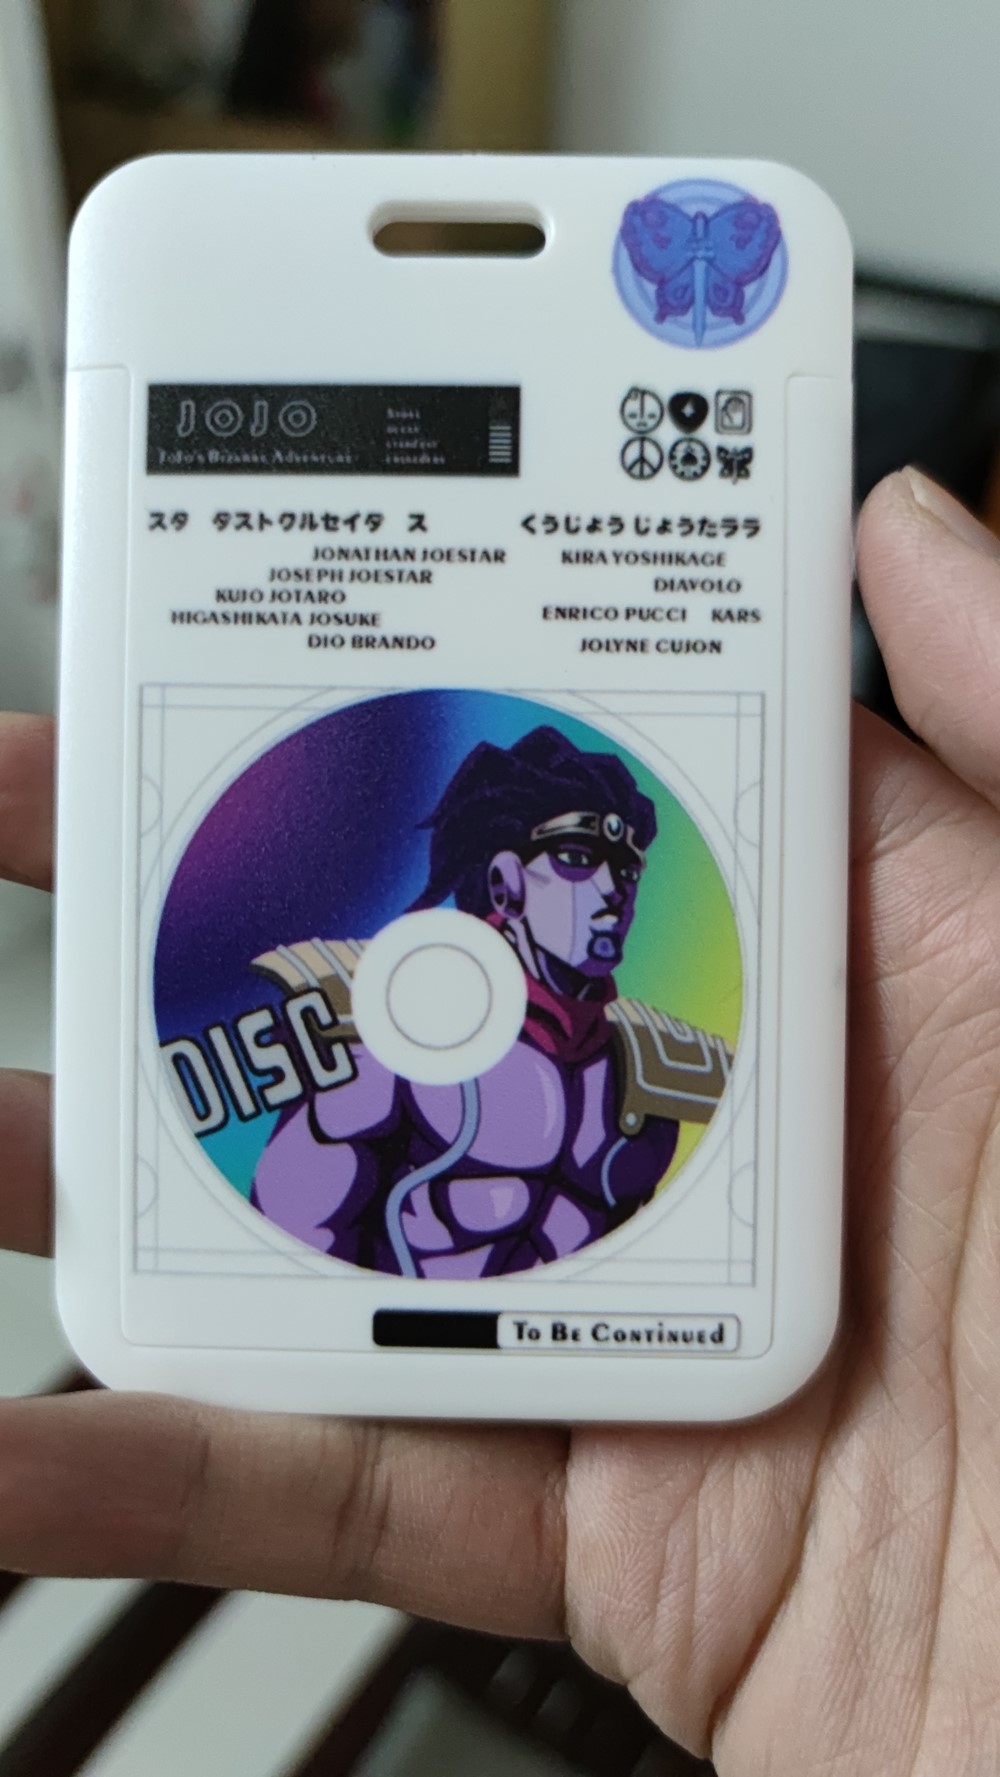 JOJO
JoJo's Bizarre Adventure
スタ タストクルセイタ ス
くうじょう じょうたララ
JONATHAN JOESTAR
JOSEPH JOESTAR
KUJO JOTARO
HIGASHIKATA JOSUKE
DIO BRANDO
KIRA YOSHIKAGE
DIAVOLO
ENRICO PUCCI KARS
JOLYNE CUJON
DISC
To Be Continued